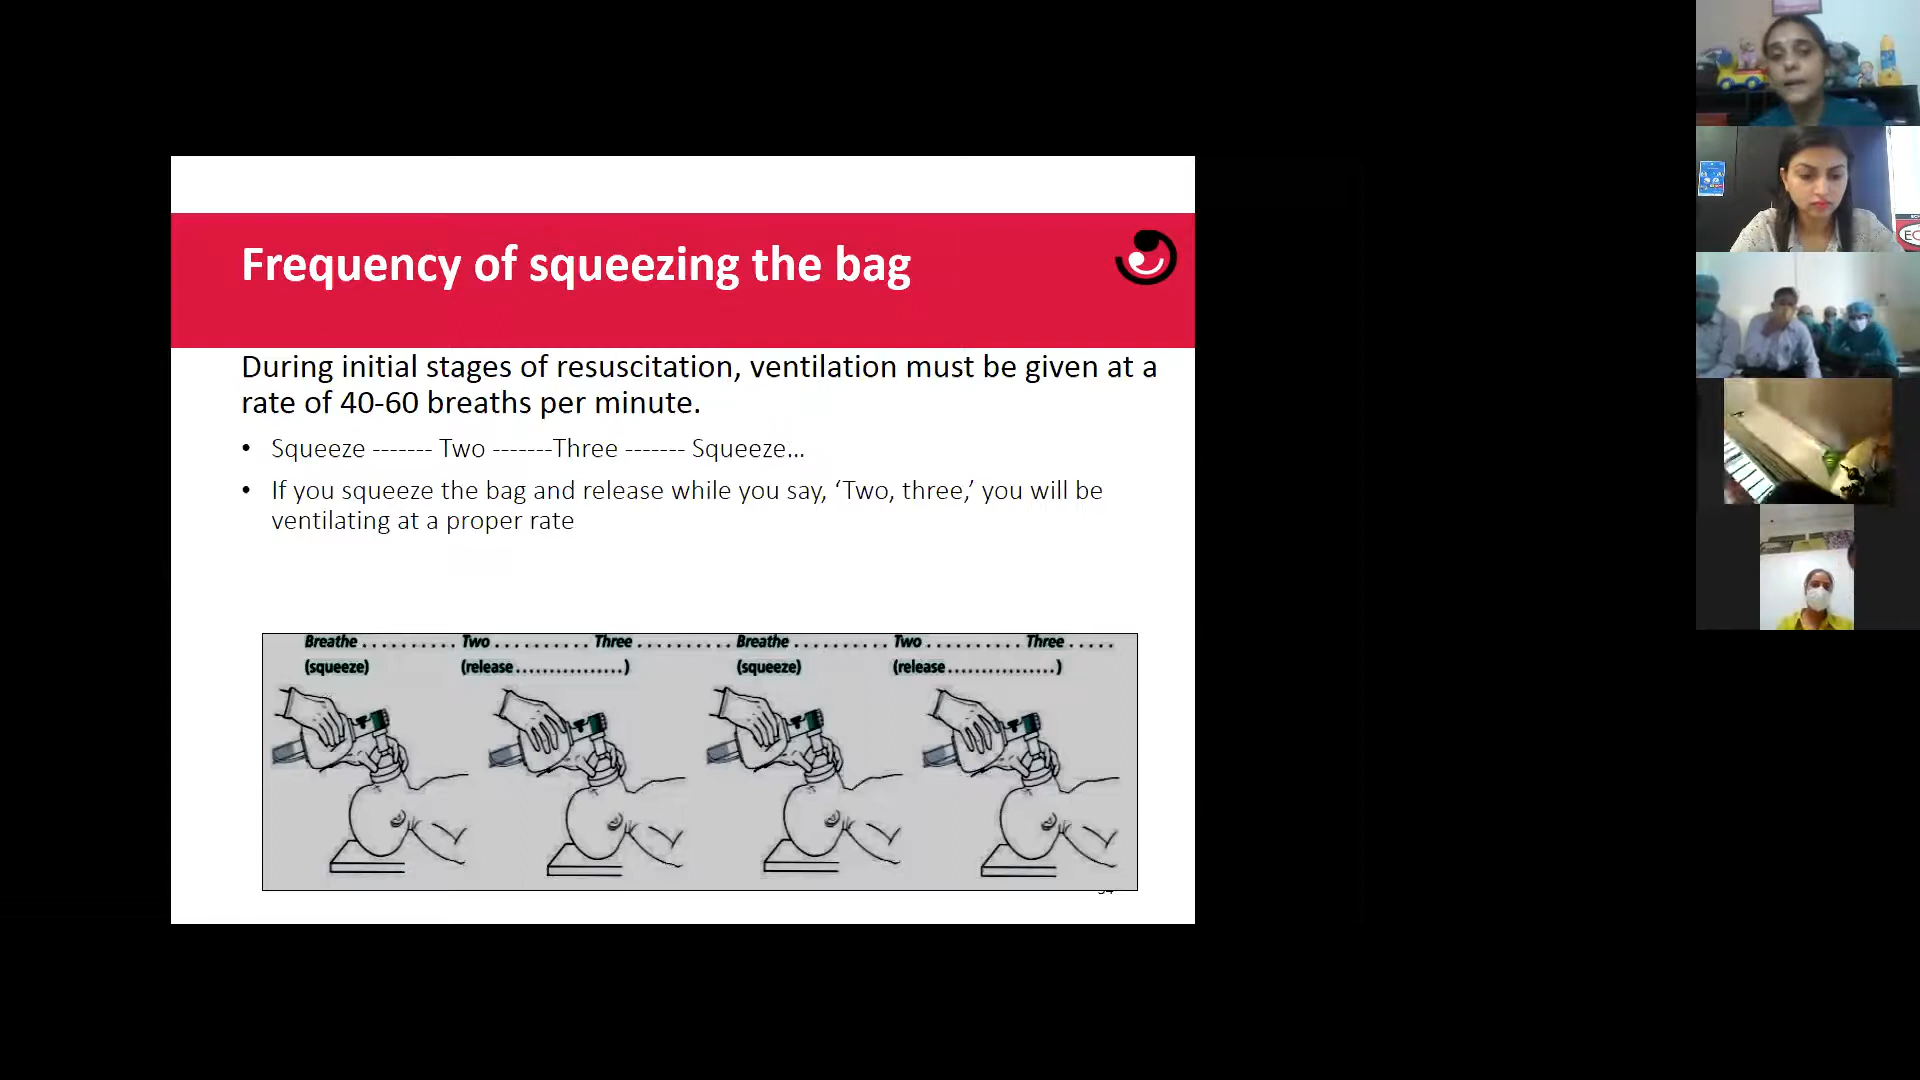 Frequency of squeezing the bag
During initial stages of resuscitation, ventilation must be given at a
rate of 40-60 breaths per minute.
• Squeeze ------- Two -------Three ------- Squeeze...
• If you squeeze the bag and release while you say, ‘Two, three,’ you will be
ventilating at a proper rate
Breathe . . . . . . . . . . Two . . . . . . . . . . Three . . . . . . . . . . Breathe . . . . . . . . . . Two . . . . . . . . . . Three . . . . .
(squeeze) (release . . . . . . . . . . . . . . . . ) (squeeze) (release . . . . . . . . . . . . . . . . )